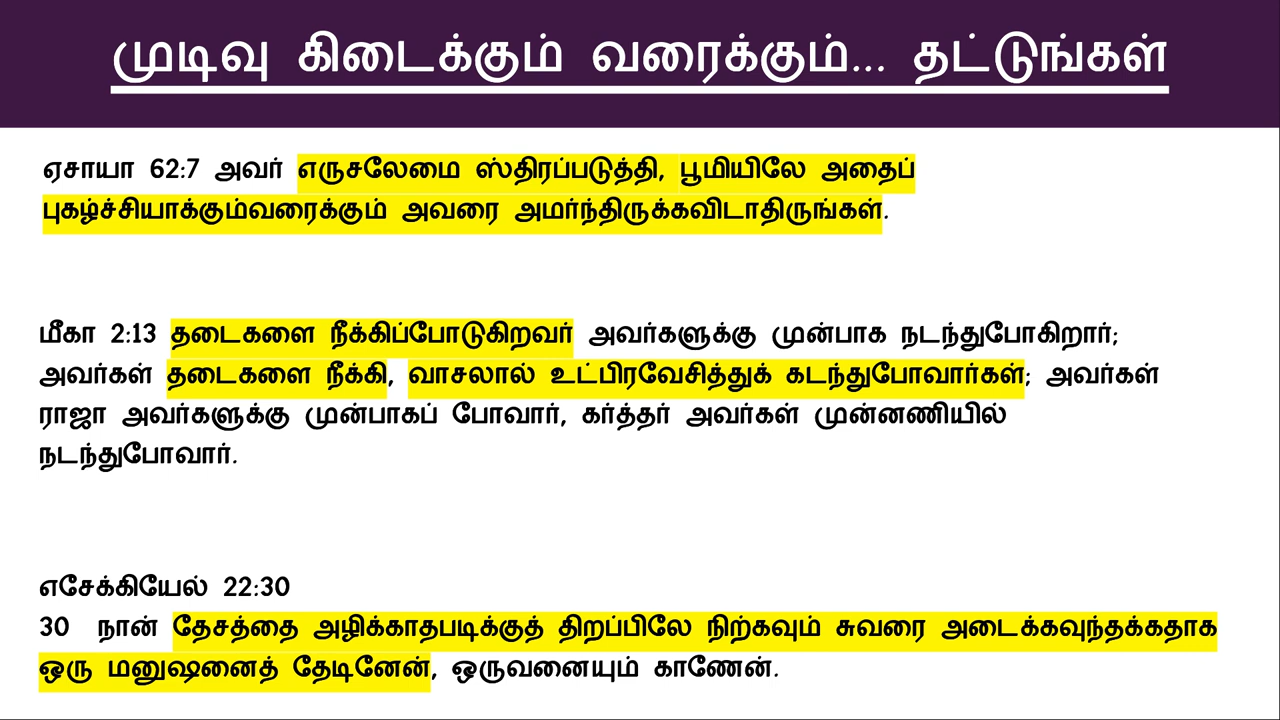 முடிவு கிடைக்கும் வரைக்கும்... தட்டுங்கள்
ஏசாயா 62:7 அவர் எருசலேமை ஸ்திரப்படுத்தி, பூமியிலே அதைப்
புகழ்ச்சியாக்கும்வரைக்கும் அவரை அமர்ந்திருக்கவிடாதிருங்கள்.
மீகா 2:13 தடைகளை நீக்கிப்போடுகிறவர் அவர்களுக்கு முன்பாக நடந்துபோகிறார்;
அவர்கள் தடைகளை நீக்கி, வாசலால் உட்பிரவேசித்துக் கடந்துபோவார்கள்; அவர்கள்
ராஜா அவர்களுக்கு முன்பாகப் போவார், கர்த்தர் அவர்கள் முன்னணியில்
நடந்துபோவார்.
எசேக்கியேல் 22:30
30 நான் தேசத்தை அழிக்காதபடிக்குத் திறப்பிலே நிற்கவும் சுவரை அடைக்கவுந்தக்கதாக
ஒரு மனுஷனைத் தேடினேன், ஒருவனையும் காணேன்.